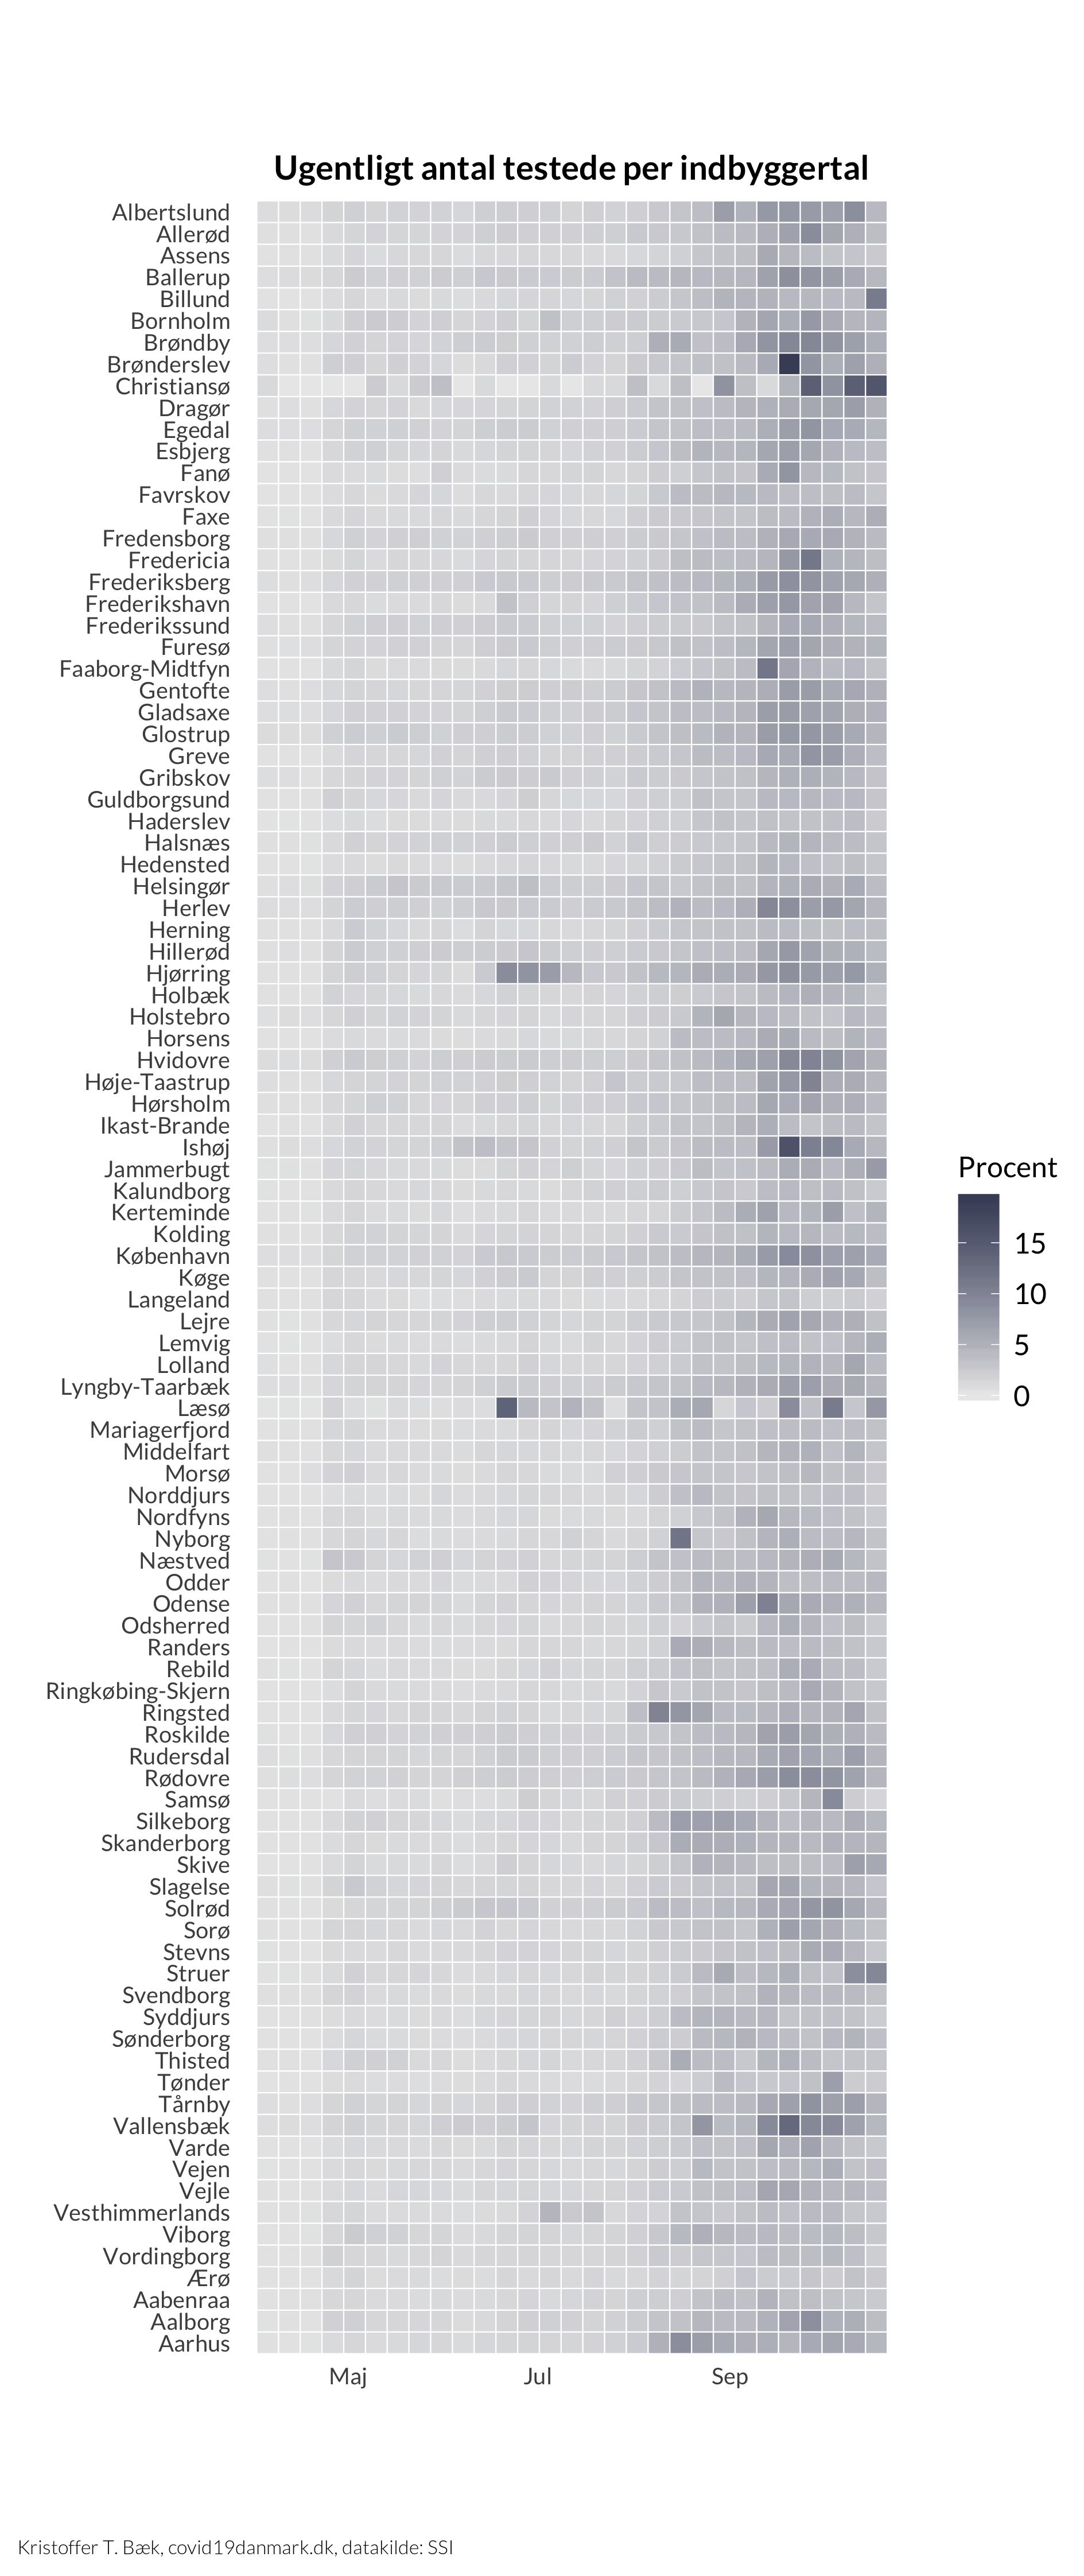 Ugentligt antal testede per indbyggertal
Albertslund
Allerød
Assens
Ballerup
Billund
Bornholm
Brøndby
Brønderslev
Christiansø
Dragør
Egedal
Esbjerg
Fanø
Favrskov
Faxe
Fredensborg
Fredericia
Frederiksberg
Frederikshavn
Frederikssund
Furesø
Faaborg-Midtfyn
Gentofte
Gladsaxe
Glostrup
Greve
Gribskov
Guldborgsund
Haderslev
Halsnæs
Hedensted
Helsingør
Herlev
Herning
Hillerød
Hjørring
Holbæk
Holstebro
Horsens
Hvidovre
Høje-Taastrup
Hørsholm
Ikast-Brande
Ishøj
Jammerbugt
Kalundborg
Kerteminde
Kolding
København
Køge
Langeland
Lejre
Lemvig
Lolland
Lyngby-Taarbæk
Læsø
Mariagerfjord
Middelfart
Morsø
Norddjurs
Nordfyns
Nyborg
Næstved
Odder
Odense
Odsherred
Randers
Rebild
Ringkøbing-Skjern
Ringsted
Roskilde
Rudersdal
Rødovre
Samsø
Silkeborg
Skanderborg
Skive
Slagelse
Solrød
Sorø
Stevns
Struer
Svendborg
Syddjurs
Sønderborg
Thisted
Tønder
Tårnby
Vallensbæk
Varde
Vejen
Vejle
Vesthimmerlands
Viborg
Vordingborg
Ærø
Aabenraa
Aalborg
Aarhus
Maj Jul Sep
Procent
15
10
5
0
Kristoffer T. Bæk, covid19danmark.dk, datakilde: SSI